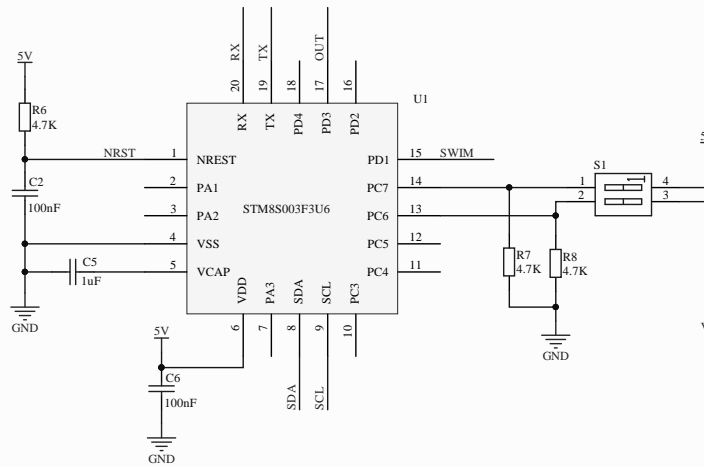 RX
TX
OUT
20
19
18
17
16
5V
U1
R6
4.7K
RX
TX
PD4
PD3
PD2
NRST
1
NREST
PD1
15
SWIM
S1
C2
100nF
2
PA1
PC7
14
1
1
4
3
PA2
STM8S003F3U6
PC6
13
2
3
4
VSS
PC5
12
C5
1uF
5
VCAP
PC4
11
R7
4.7K
R8
4.7K
VDD
PA3
SDA
SCL
PC3
GND
6
7
8
9
10
5V
GND
C6
100nF
SDA
SCL
GND